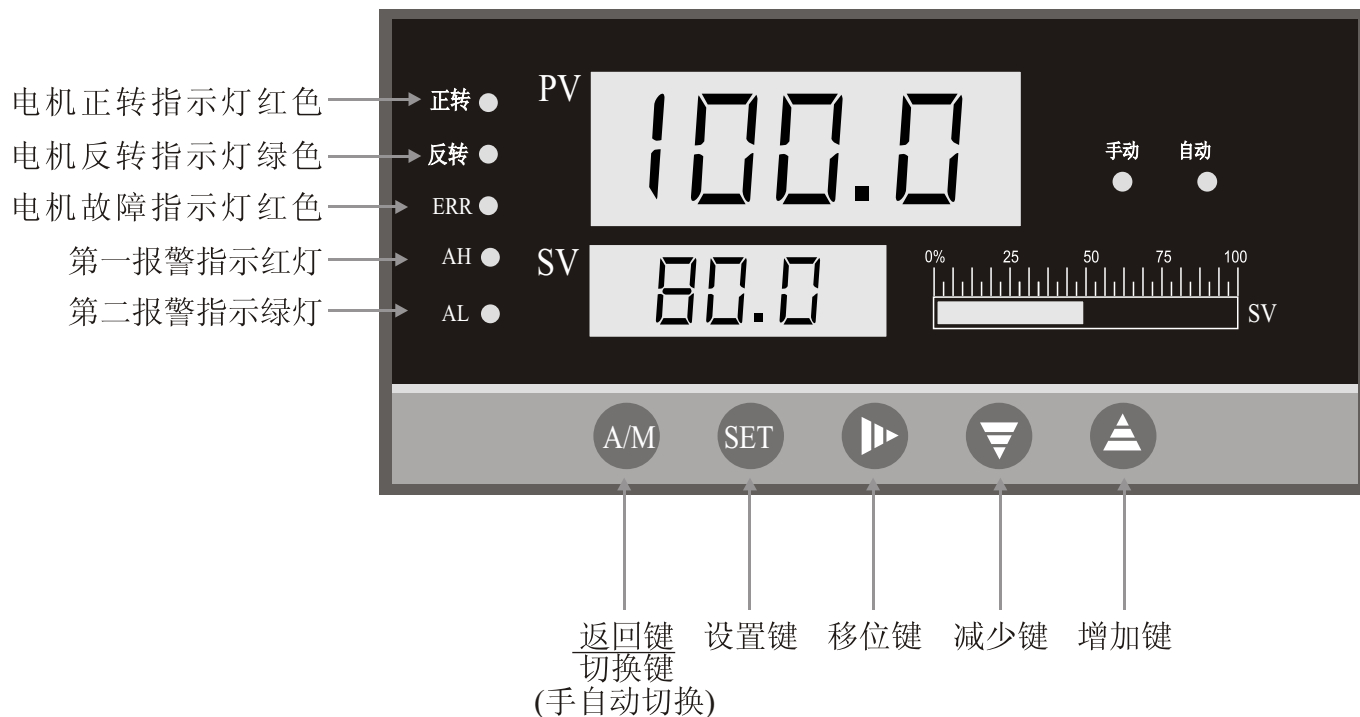 电机正转指示灯红色
正转
PV
100.0
电机反转指示灯绿色
反转
手动
自动
电机故障指示灯红色
ERR
第一报警指示红灯
AH
SV
80.0
0% 25 50 75 100
第二报警指示绿灯
AL
SV
A/M
SET
返回键
切换键
(手自动切换)
设置键
移位键
减少键
增加键